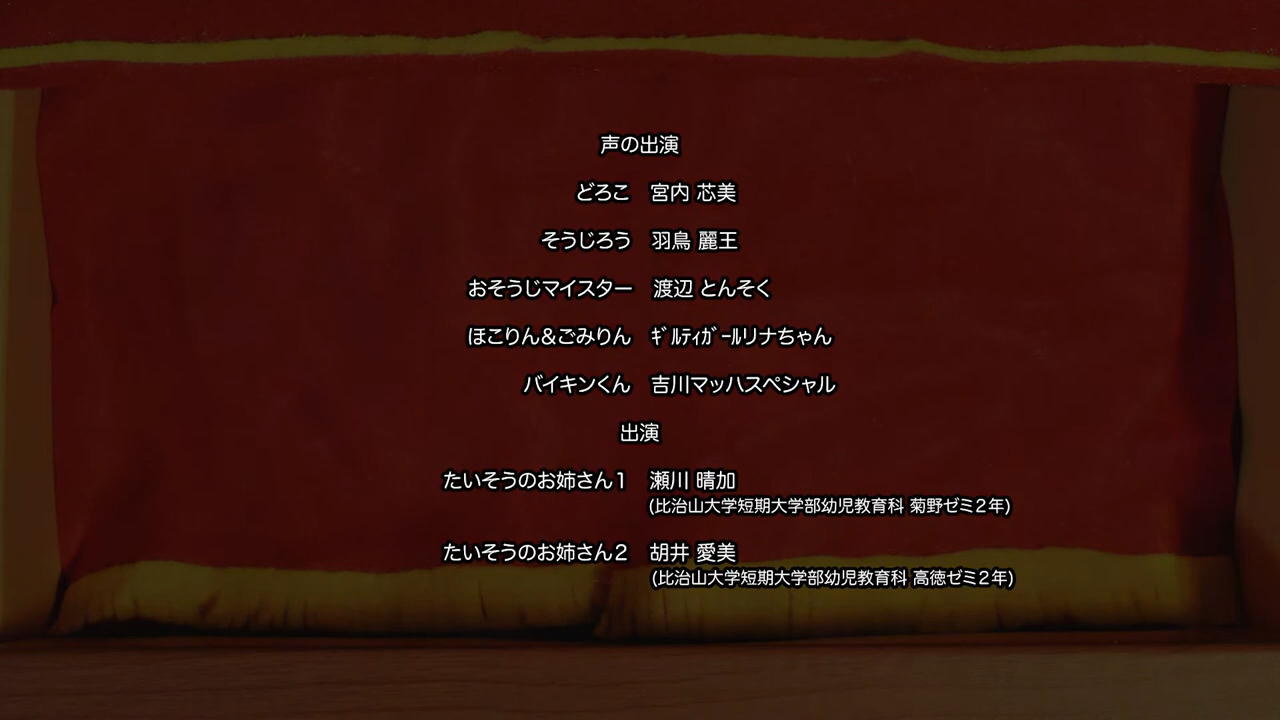 声の出演
どろこ　宮内 芯美
そうじろう　羽鳥 麗王
おそうじマイスター　渡辺 とんそく
ほこりん&ごみりん　ｷﾞﾙﾃｨｶﾞｰﾙリナちゃん
バイキンくん　吉川マッハスペシャル
出演
たいそうのお姉さん1　瀬川 晴加
(比治山大学短期大学部幼児教育科 菊野ゼミ2年)
たいそうのお姉さん2　胡井 愛美
(比治山大学短期大学部幼児教育科 高徳ゼミ2年)